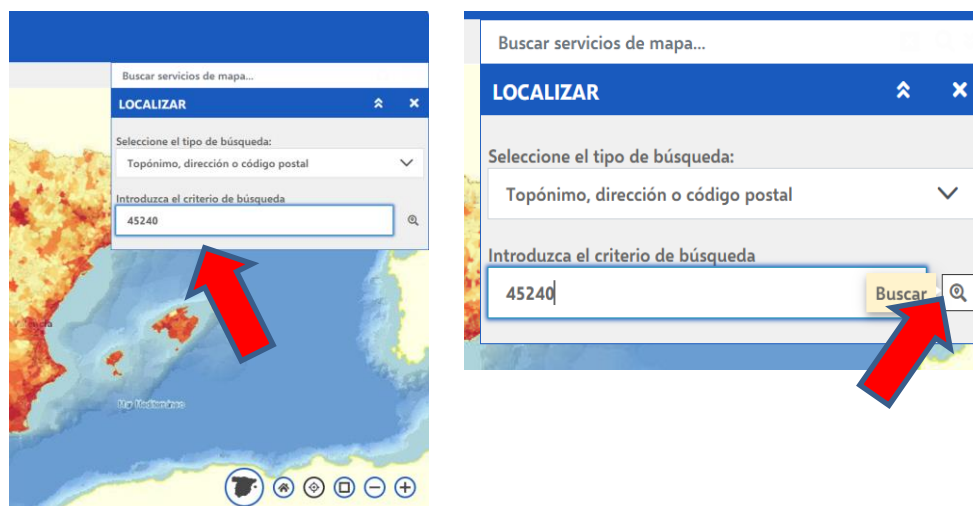 Buscar servicios de mapa...
LOCALIZAR
Seleccione el tipo de búsqueda:
Topónimo, dirección o código postal
Introduzca el criterio de búsqueda
45240
Mar Mediterráneo
Buscar servicios de mapa...
LOCALIZAR
Seleccione el tipo de búsqueda:
Topónimo, dirección o código postal
Introduzca el criterio de búsqueda
45240
Buscar